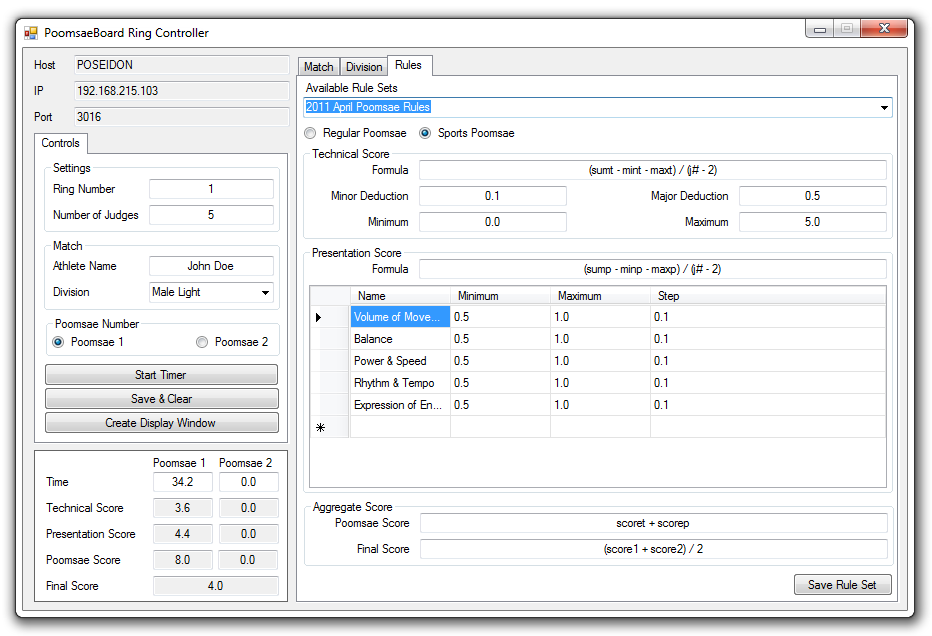 PoomsaeBoard Ring Controller
Host POSEIDON
IP 192.168.215.103
Port 3016
Controls
Settings
Ring Number 1
Number of Judges 5
Match
Athlete Name John Doe
Division Male Light
Poomsae Number
Poomsae 1 Poomsae 2
Start Timer
Save & Clear
Create Display Window
Poomsae 1 Poomsae 2
Time 34.2 0.0
Technical Score 3.6 0.0
Presentation Score 4.4 0.0
Poomsae Score 8.0 0.0
Final Score 4.0
Match Division Rules
Available Rule Sets
2011 April Poomsae Rules
Regular Poomsae Sports Poomsae
Technical Score
Formula (sumt - mint - maxt) / (j# - 2)
Minor Deduction 0.1 Major Deduction 0.5
Minimum 0.0 Maximum 5.0
Presentation Score
Formula (sump - minp - maxp) / (j# - 2)
Name Minimum Maximum Step
Volume of Move... 0.5 1.0 0.1
Balance 0.5 1.0 0.1
Power & Speed 0.5 1.0 0.1
Rhythm & Tempo 0.5 1.0 0.1
Expression of En... 0.5 1.0 0.1
Aggregate Score
Poomsae Score scoret + scorep
Final Score (score1 + score2) / 2
Save Rule Set